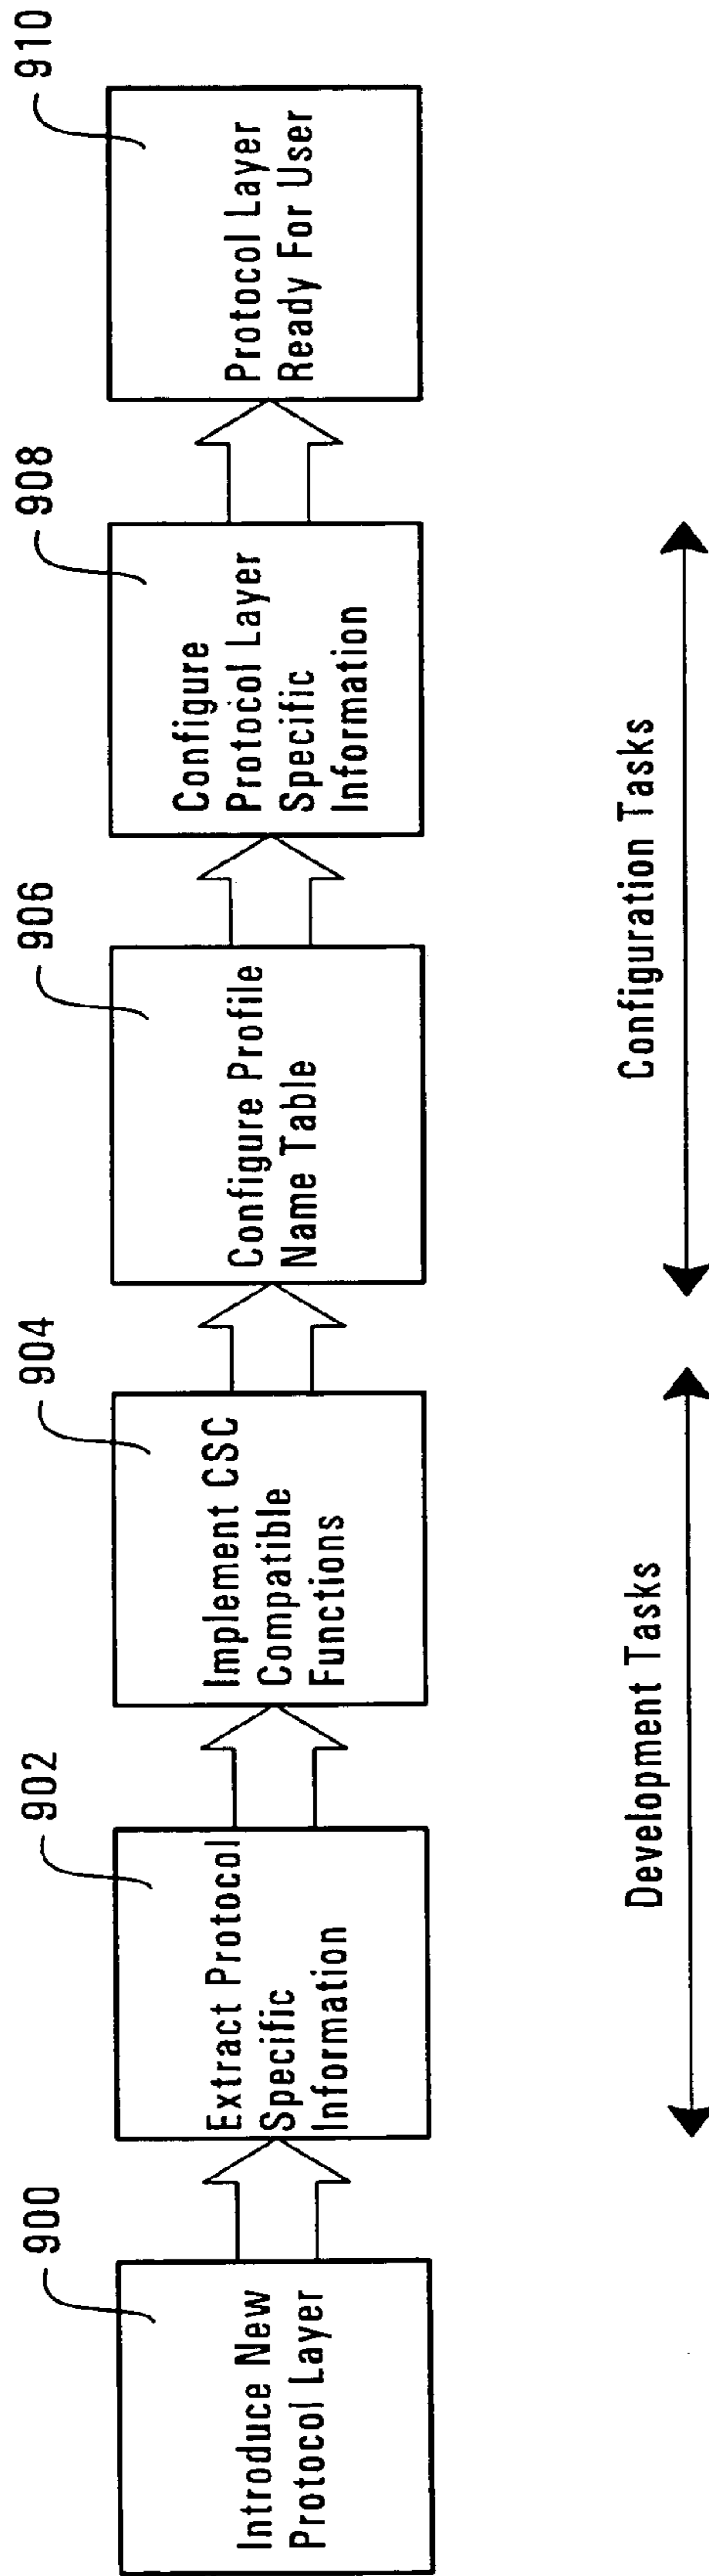 900
Introduce New
Protocol Layer
902
Extract Protocol
Specific
Information
904
Implement CSC
Compatible
Functions
906
Configure Profile
Name Table
908
Configure
Protocol Layer
Specific
Information
910
Protocol Layer
Ready For User
Development Tasks
Configuration Tasks